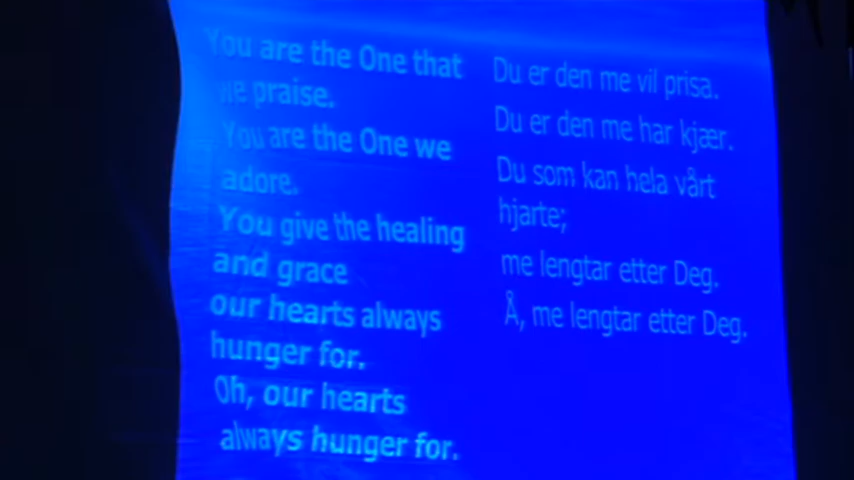 You are the One that
we praise.
You are the One we
adore.
You give the healing
and grace
our hearts always
hunger for.
Oh, our hearts
always hunger for.
Du er den me vil prisa.
Du er den me har kjær.
Du som kan hela vårt
hjarte;
me lengtar etter Deg.
Å, me lengtar etter Deg.